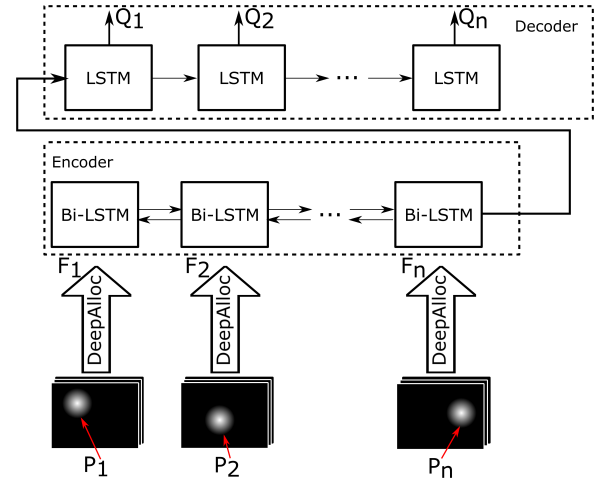 Q1 Q2 Qn
Decoder
LSTM LSTM ... LSTM
Encoder
Bi-LSTM Bi-LSTM ... Bi-LSTM
F1 F2 Fn
DeepAlloc DeepAlloc DeepAlloc
P1 P2 Pn